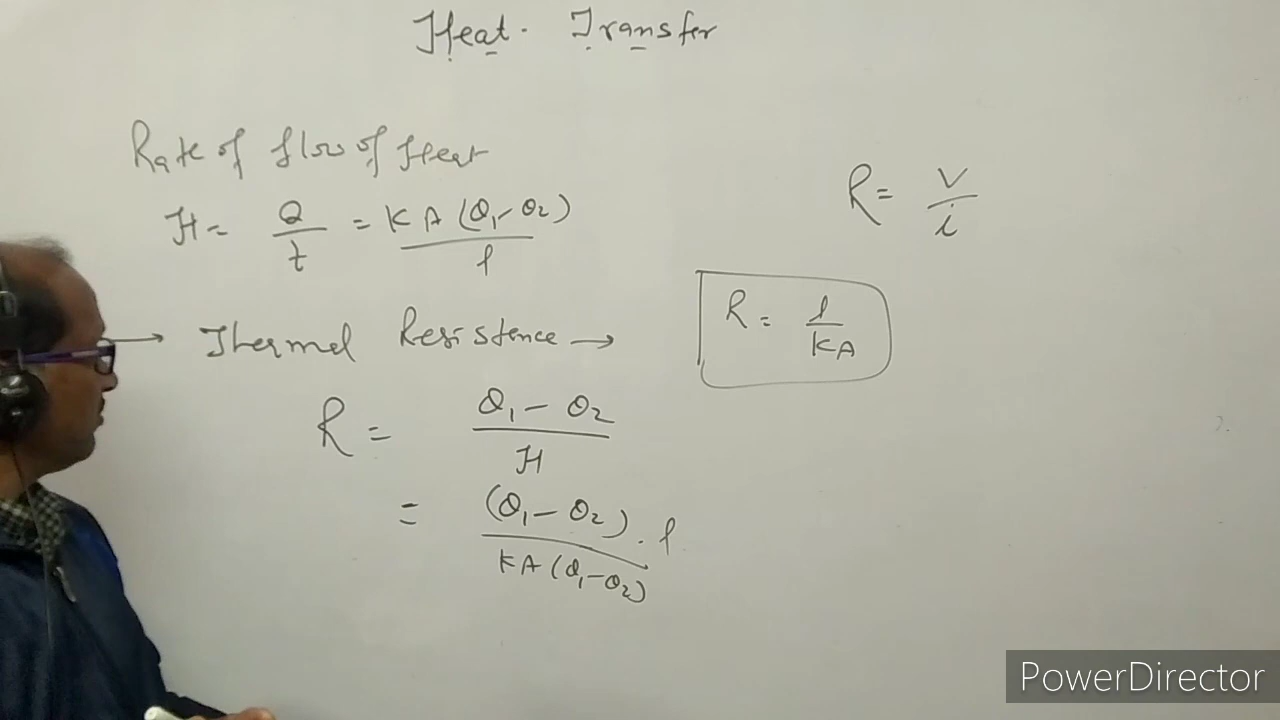 Heat. Transfer
Rate of flow of Heat
H = Q/t = KA(θ₁-θ₂)/l
R = V/i
→ Thermal Resistence →
R = l/KA
R = θ₁-θ₂/H
= (θ₁-θ₂)/KA(θ₁-θ₂) . l
PowerDirector